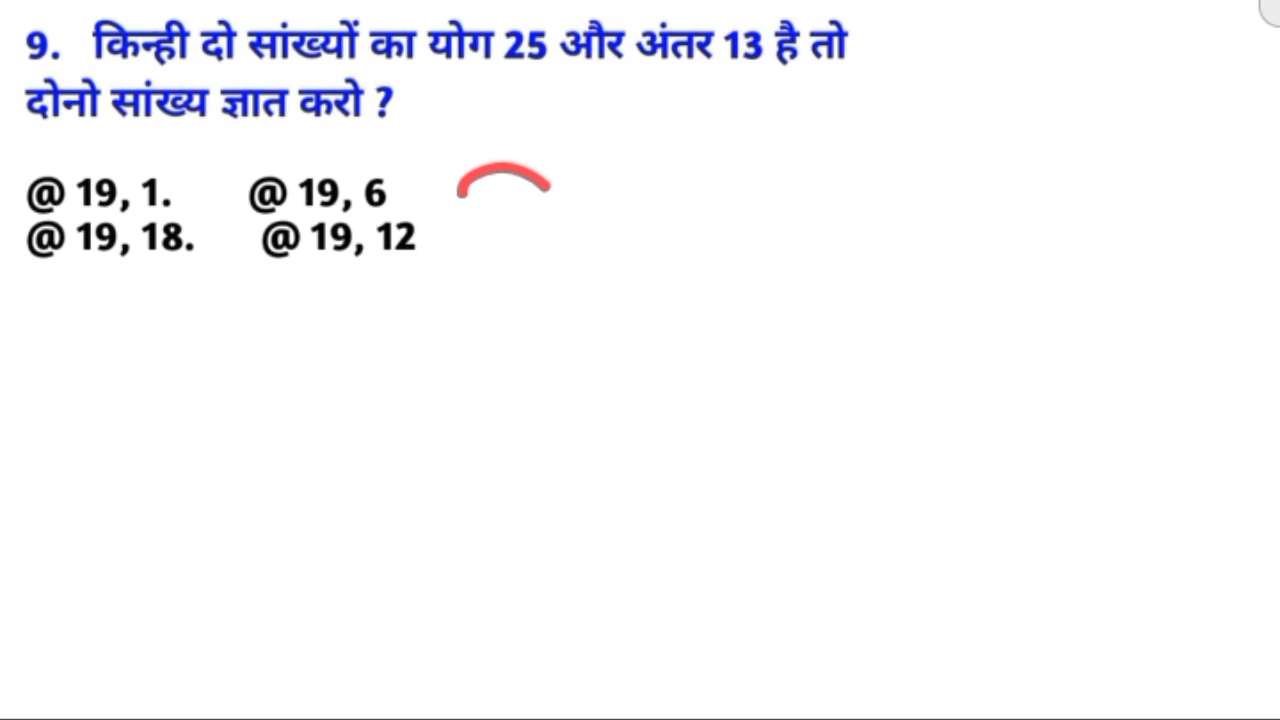 9. किन्ही दो सांख्यों का योग 25 और अंतर 13 है तो
दोनो सांख्य ज्ञात करो ?
@ 19, 1. @ 19, 6
@ 19, 18. @ 19, 12